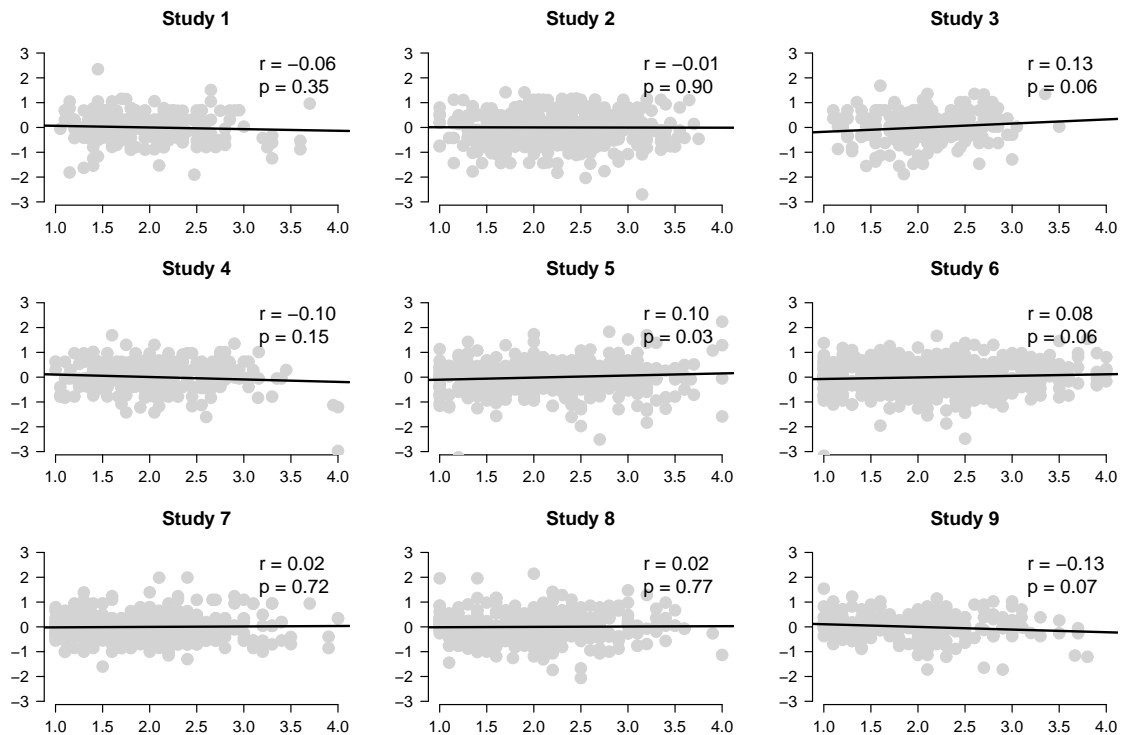 Study 1
r = −0.06
p = 0.35
3
2
1
0
−1
−2
−3
1.0 1.5 2.0 2.5 3.0 3.5 4.0
Study 2
r = −0.01
p = 0.90
3
2
1
0
−1
−2
−3
1.0 1.5 2.0 2.5 3.0 3.5 4.0
Study 3
r = 0.13
p = 0.06
3
2
1
0
−1
−2
−3
1.0 1.5 2.0 2.5 3.0 3.5 4.0
Study 4
r = −0.10
p = 0.15
3
2
1
0
−1
−2
−3
1.0 1.5 2.0 2.5 3.0 3.5 4.0
Study 5
r = 0.10
p = 0.03
3
2
1
0
−1
−2
−3
1.0 1.5 2.0 2.5 3.0 3.5 4.0
Study 6
r = 0.08
p = 0.06
3
2
1
0
−1
−2
−3
1.0 1.5 2.0 2.5 3.0 3.5 4.0
Study 7
r = 0.02
p = 0.72
3
2
1
0
−1
−2
−3
1.0 1.5 2.0 2.5 3.0 3.5 4.0
Study 8
r = 0.02
p = 0.77
3
2
1
0
−1
−2
−3
1.0 1.5 2.0 2.5 3.0 3.5 4.0
Study 9
r = −0.13
p = 0.07
3
2
1
0
−1
−2
−3
1.0 1.5 2.0 2.5 3.0 3.5 4.0